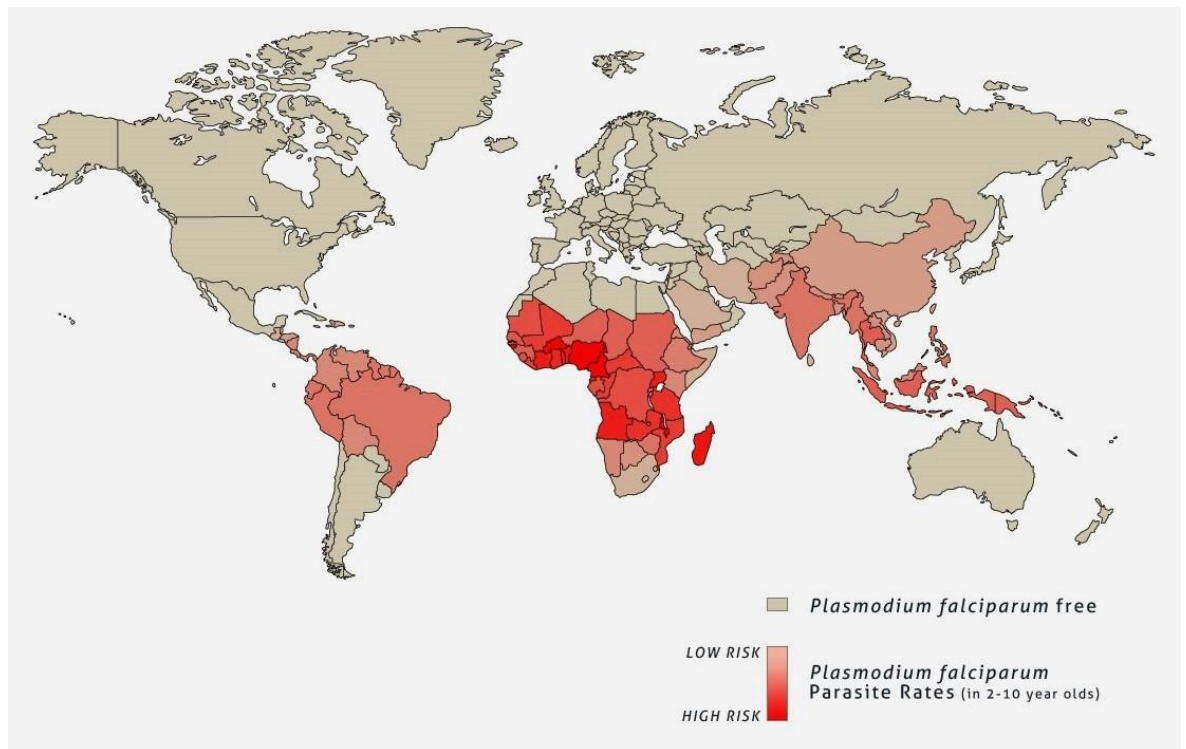 Plasmodium falciparum free
LOW RISK
Plasmodium falciparum
Parasite Rates (in 2-10 year olds)
HIGH RISK